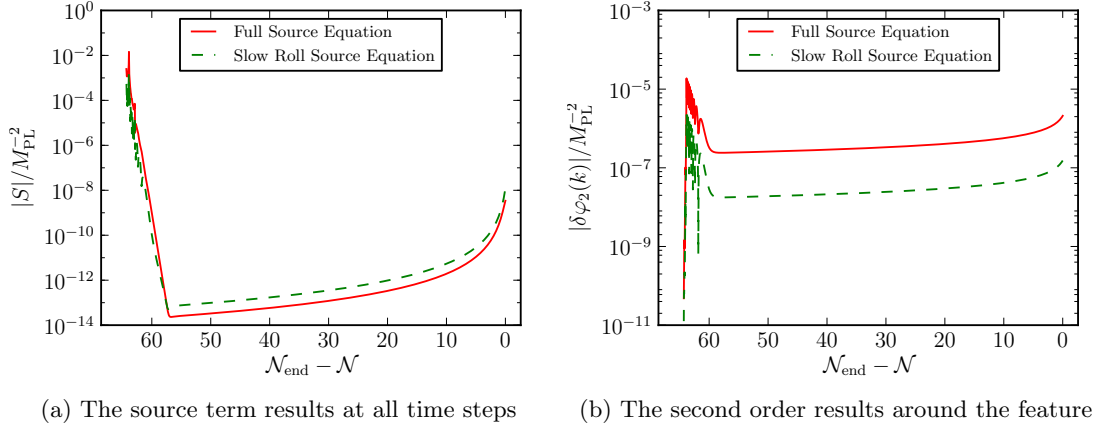 10^0
10^-2
10^-4
10^-6
10^-8
10^-10
10^-12
10^-14
|S|/M_PL^-2
Full Source Equation
Slow Roll Source Equation
60 50 40 30 20 10 0
𝒩_end − 𝒩
(a) The source term results at all time steps
10^-3
10^-5
10^-7
10^-9
10^-11
|δφ_2(k)|/M_PL^-2
Full Source Equation
Slow Roll Source Equation
60 50 40 30 20 10 0
𝒩_end − 𝒩
(b) The second order results around the feature